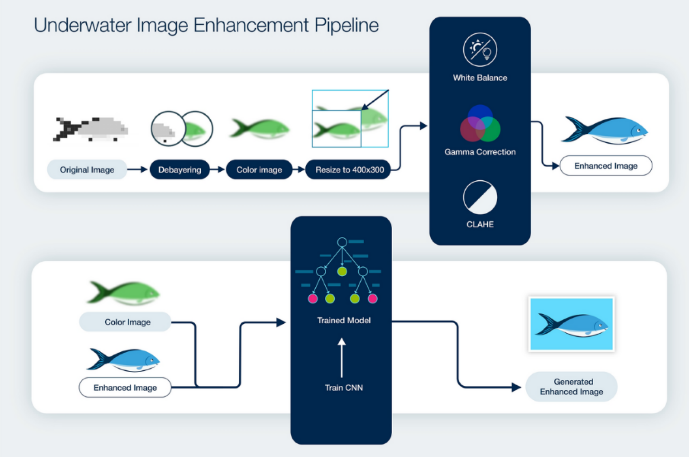 Underwater Image Enhancement Pipeline
White Balance
Gamma Correction
CLAHE
Original Image
Debayering
Color image
Resize to 400x300
Enhanced Image
Color Image
Enhanced Image
Trained Model
Train CNN
Generated
Enhanced Image